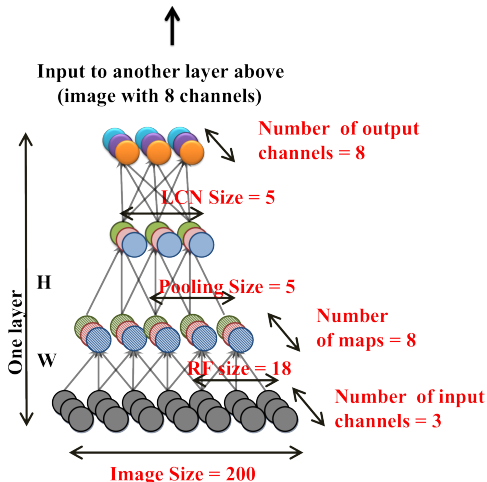 Input to another layer above
(image with 8 channels)
Number of output
channels = 8
LCN Size = 5
H
Pooling Size = 5
One layer
Number
of maps = 8
W
RF size = 18
Number of input
channels = 3
Image Size = 200